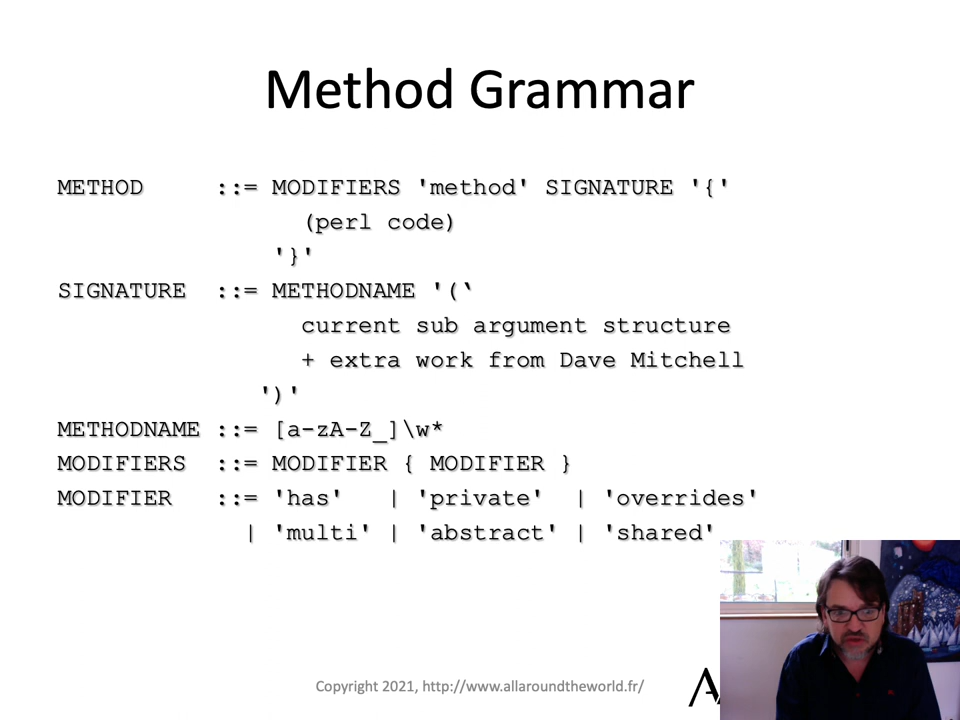 Method Grammar
METHOD ::= MODIFIERS 'method' SIGNATURE '{'
(perl code)
'}'
SIGNATURE ::= METHODNAME '(‘
current sub argument structure
+ extra work from Dave Mitchell
')'
METHODNAME ::= [a-zA-Z_]\w*
MODIFIERS ::= MODIFIER { MODIFIER }
MODIFIER ::= 'has' | 'private' | 'overrides'
| 'multi' | 'abstract' | 'shared'
Copyright 2021, http://www.allaroundtheworld.fr/